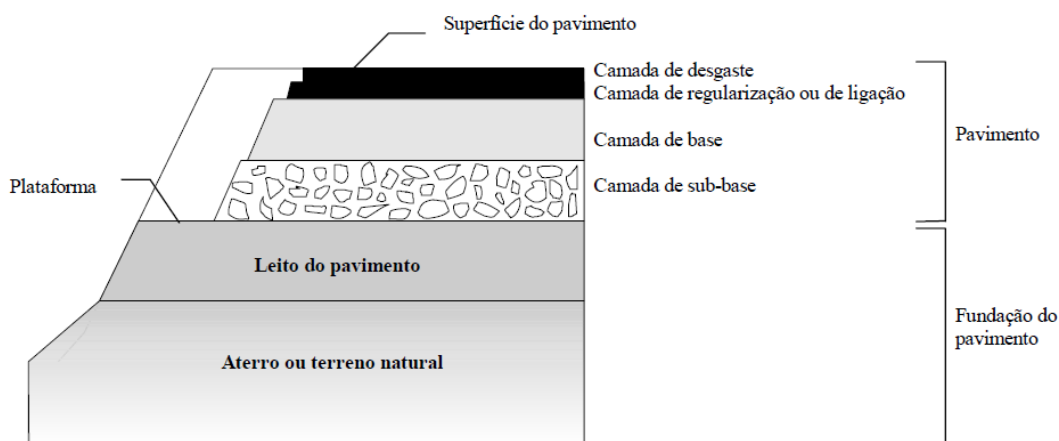 Superfície do pavimento
Camada de desgaste
Camada de regularização ou de ligação
Camada de base
Pavimento
Plataforma
Camada de sub-base
Leito do pavimento
Fundação do
pavimento
Aterro ou terreno natural